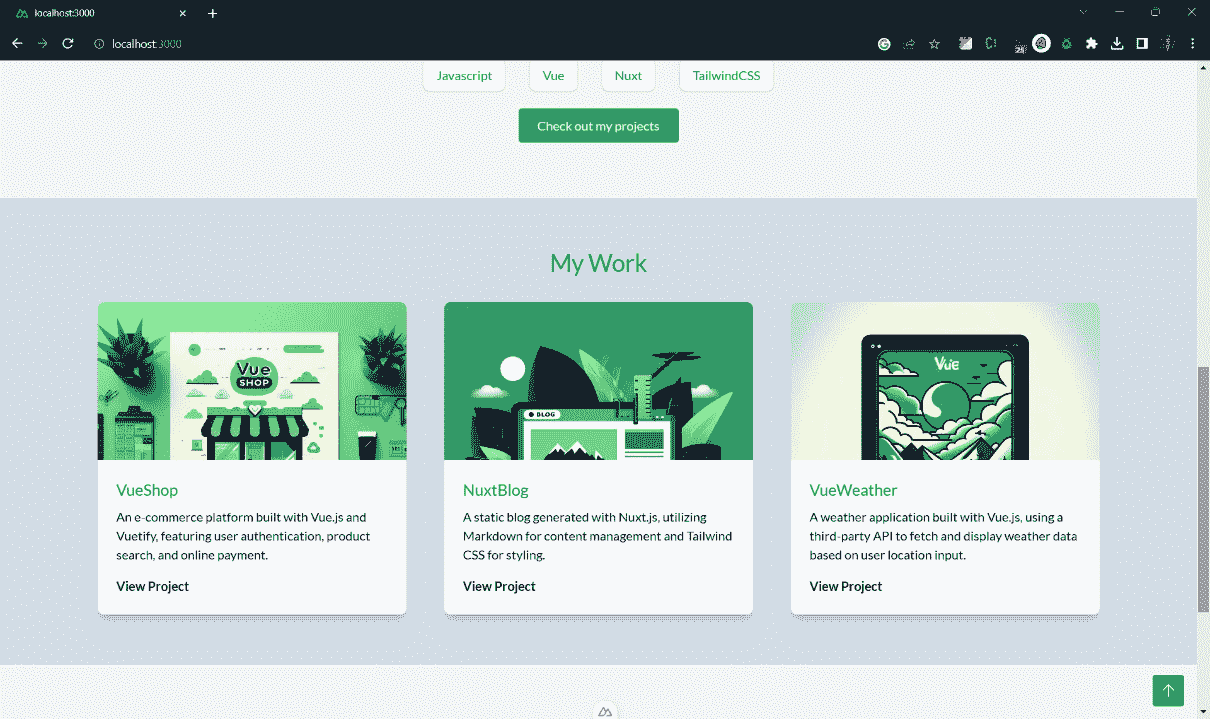 localhost:3000
localhost:3000
28
Javascript
Vue
Nuxt
TailwindCSS
Check out my projects
My Work
Vue
SHOP
BLOG
Vue
VueShop
An e-commerce platform built with Vue.js and
Vuetify, featuring user authentication, product
search, and online payment.
View Project
NuxtBlog
A static blog generated with Nuxt.js, utilizing
Markdown for content management and Tailwind
CSS for styling.
View Project
VueWeather
A weather application built with Vue.js, using a
third-party API to fetch and display weather data
based on user location input.
View Project